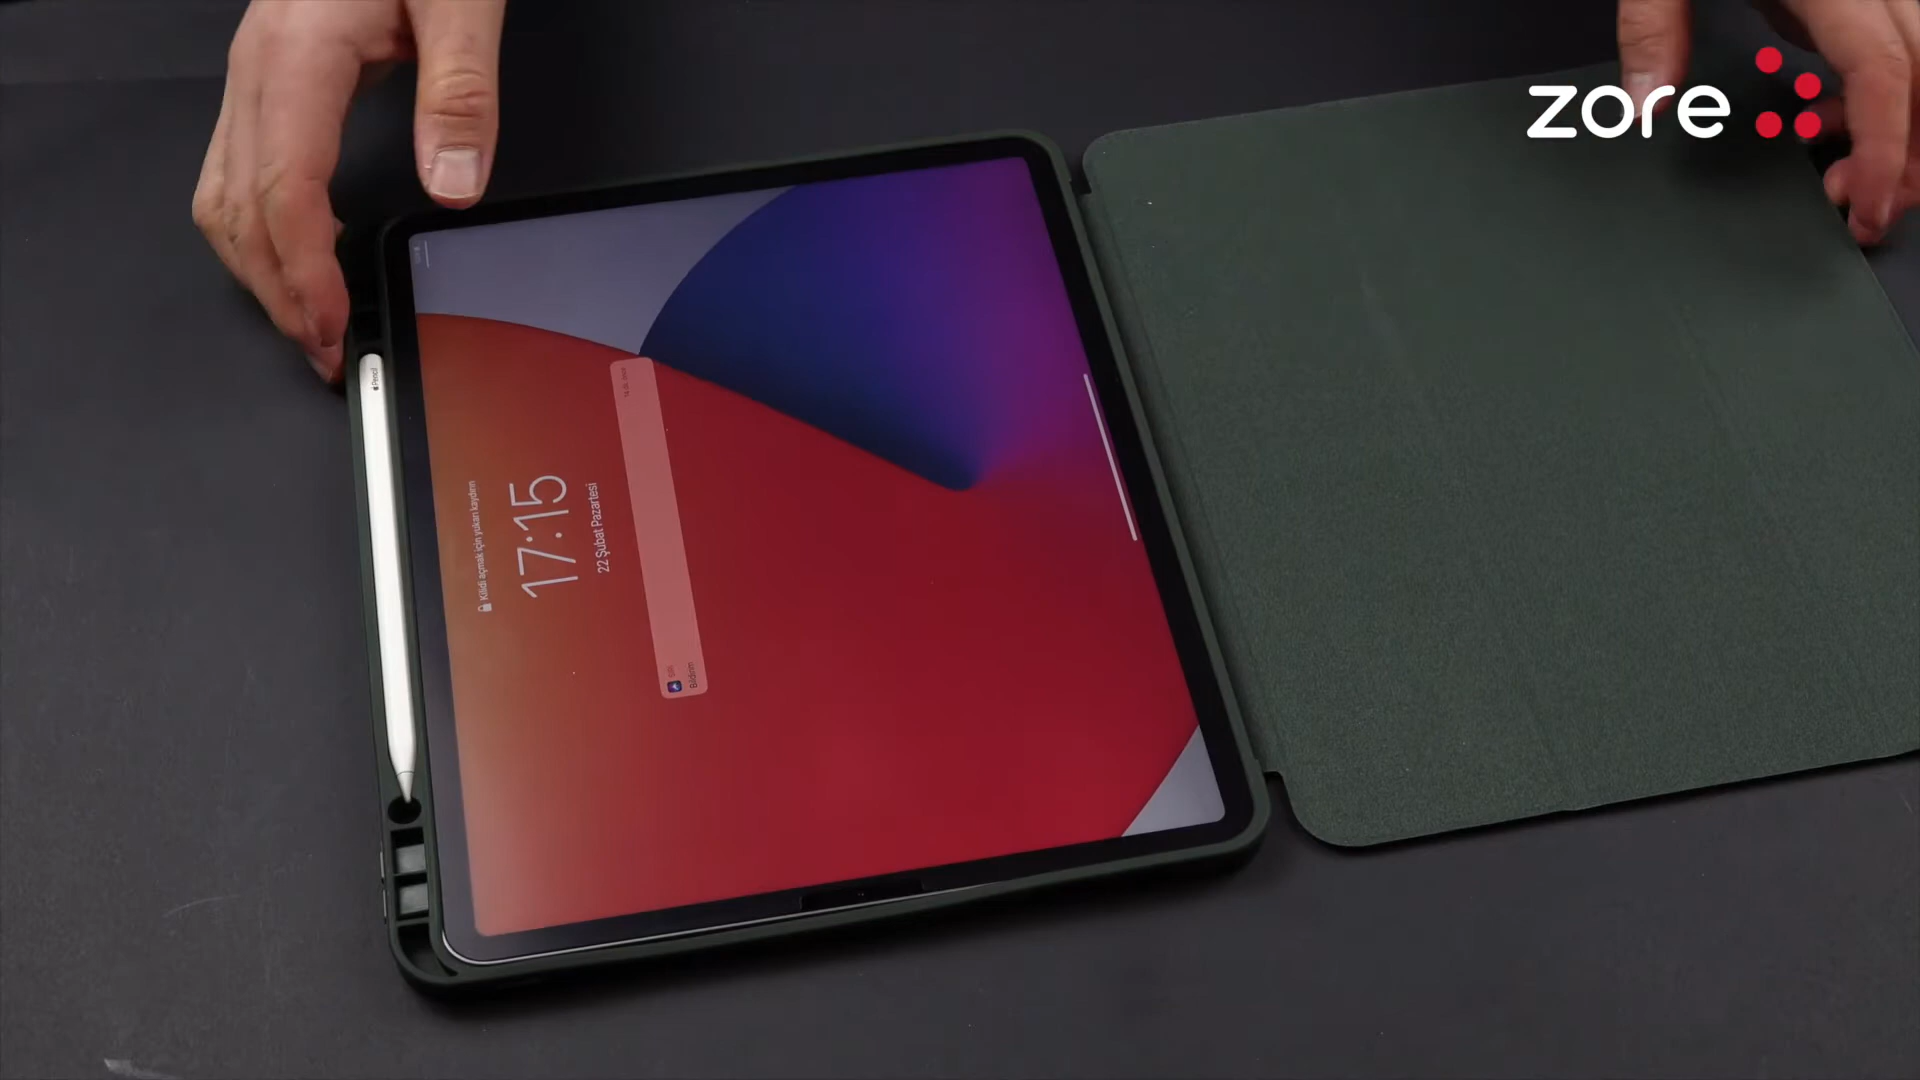 zore
Pencil
Kilidi açmak için yukarı kaydırın
17:15
22 Şubat Pazartesi
Bildirim